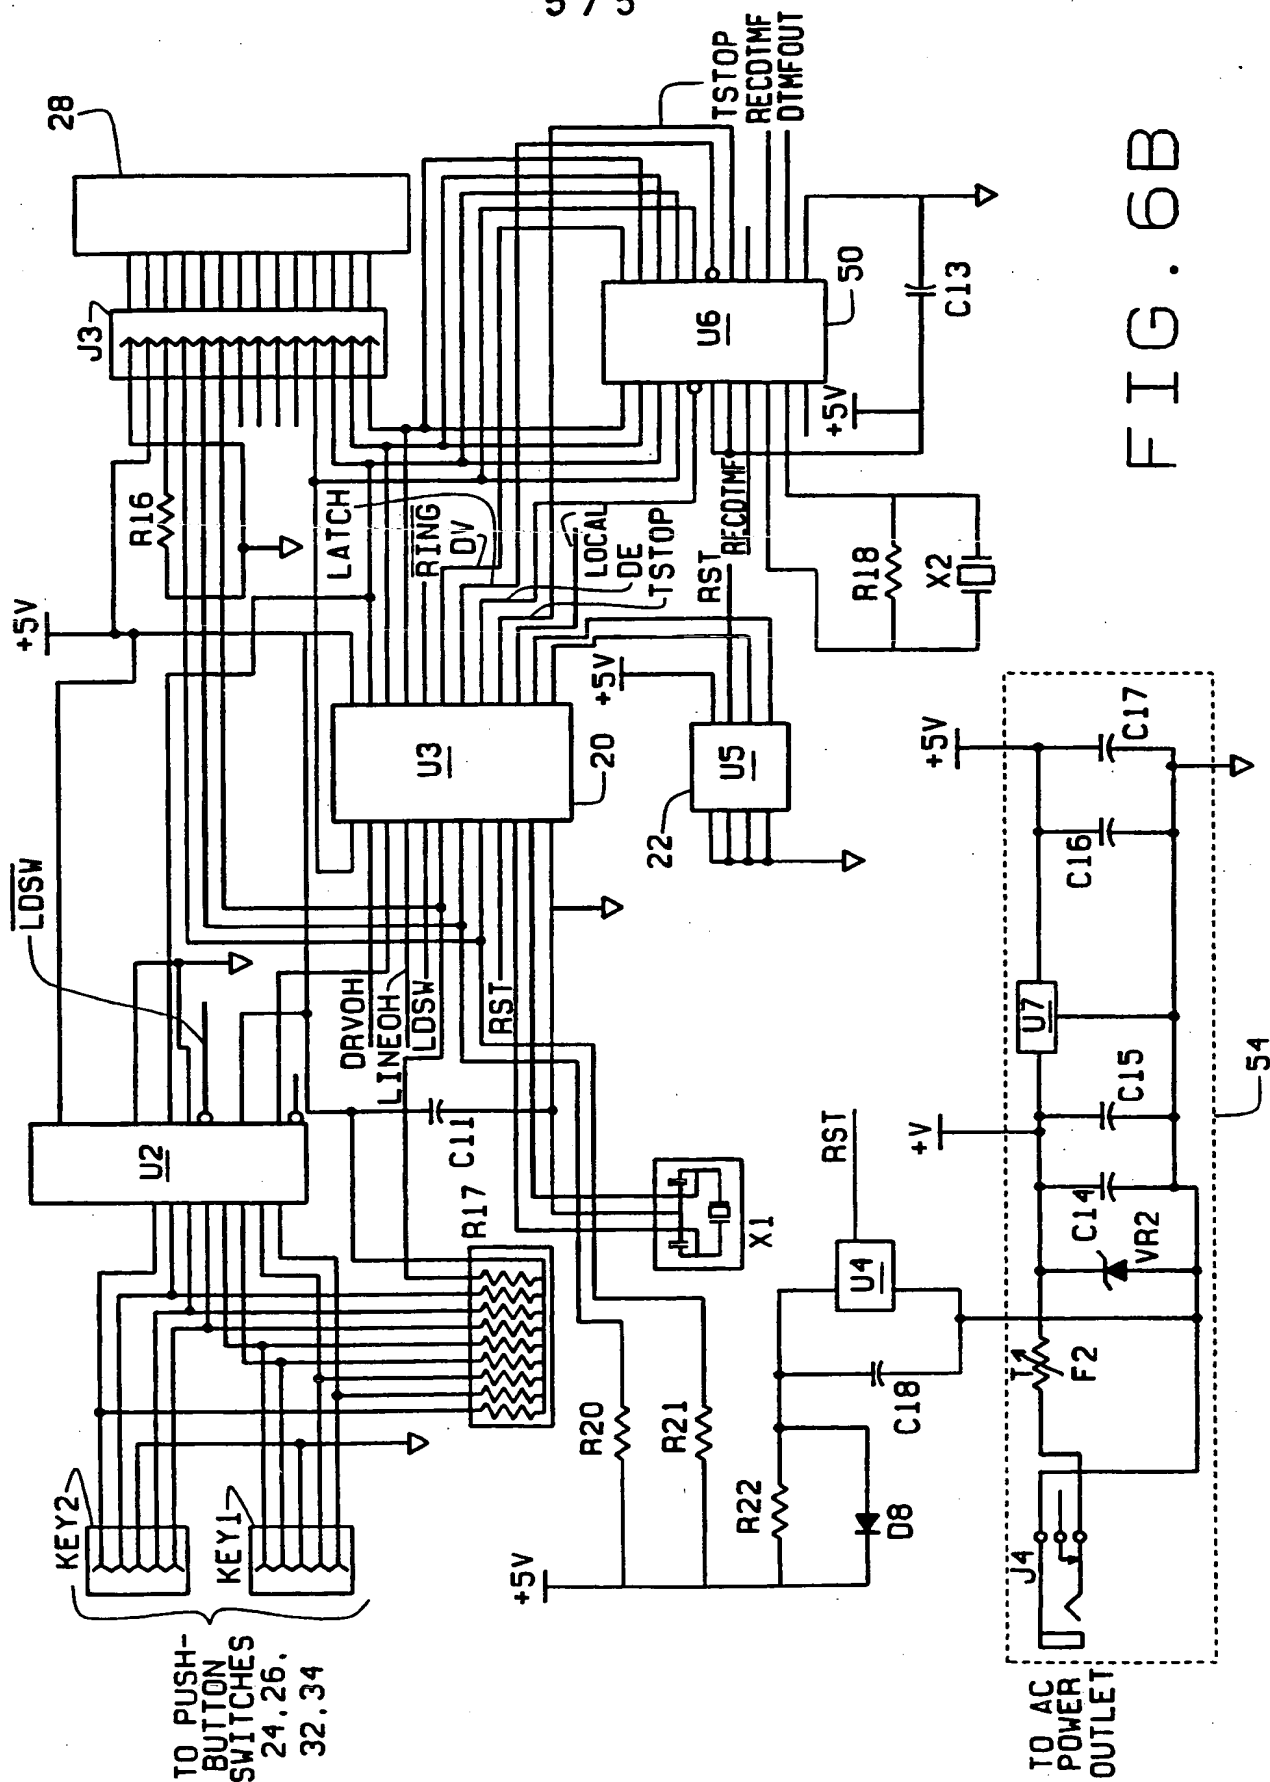 5/5
28
J3
TSTOP
RECDTMF
DTMFOUT
+5V
R16
LATCH
RING
DV
LOCAL
DE
TSTOP
RST
RECDTMF
U6
50
+5V
C13
R18
X2
FIG. 6B
LDSW
U2
U3
20
+5V
22
U5
DRVOH
LINEOH
LDSW
RST
C11
R17
X1
KEY2
KEY1
TO PUSH-
BUTTON
SWITCHES
24,26,
32,34
R20
R21
+5V
R22
D8
C18
U4
RST
+V
+5V
J4
T
F2
VR2
C14
C15
U7
C16
C17
54
TO AC
POWER
OUTLET